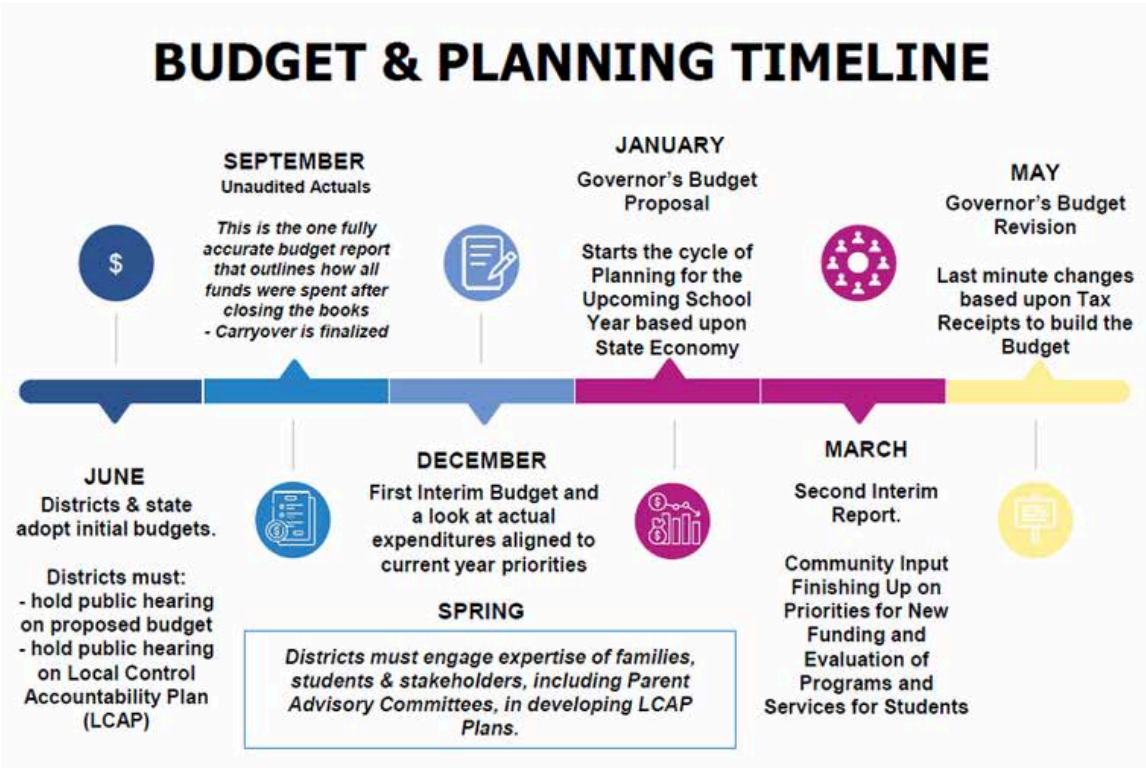 BUDGET & PLANNING TIMELINE
SEPTEMBER
Unaudited Actuals
This is the one fully
accurate budget report
that outlines how all
funds were spent after
closing the books
- Carryover is finalized
JANUARY
Governor's Budget
Proposal
Starts the cycle of
Planning for the
Upcoming School
Year based upon
State Economy
MAY
Governor's Budget
Revision
Last minute changes
based upon Tax
Receipts to build the
Budget
$
JUNE
Districts & state
adopt initial budgets.
Districts must:
- hold public hearing
on proposed budget
- hold public hearing
on Local Control
Accountability Plan
(LCAP)
DECEMBER
First Interim Budget and
a look at actual
expenditures aligned to
current year priorities
SPRING
Districts must engage expertise of families,
students & stakeholders, including Parent
Advisory Committees, in developing LCAP
Plans.
MARCH
Second Interim
Report.
Community Input
Finishing Up on
Priorities for New
Funding and
Evaluation of
Programs and
Services for Students